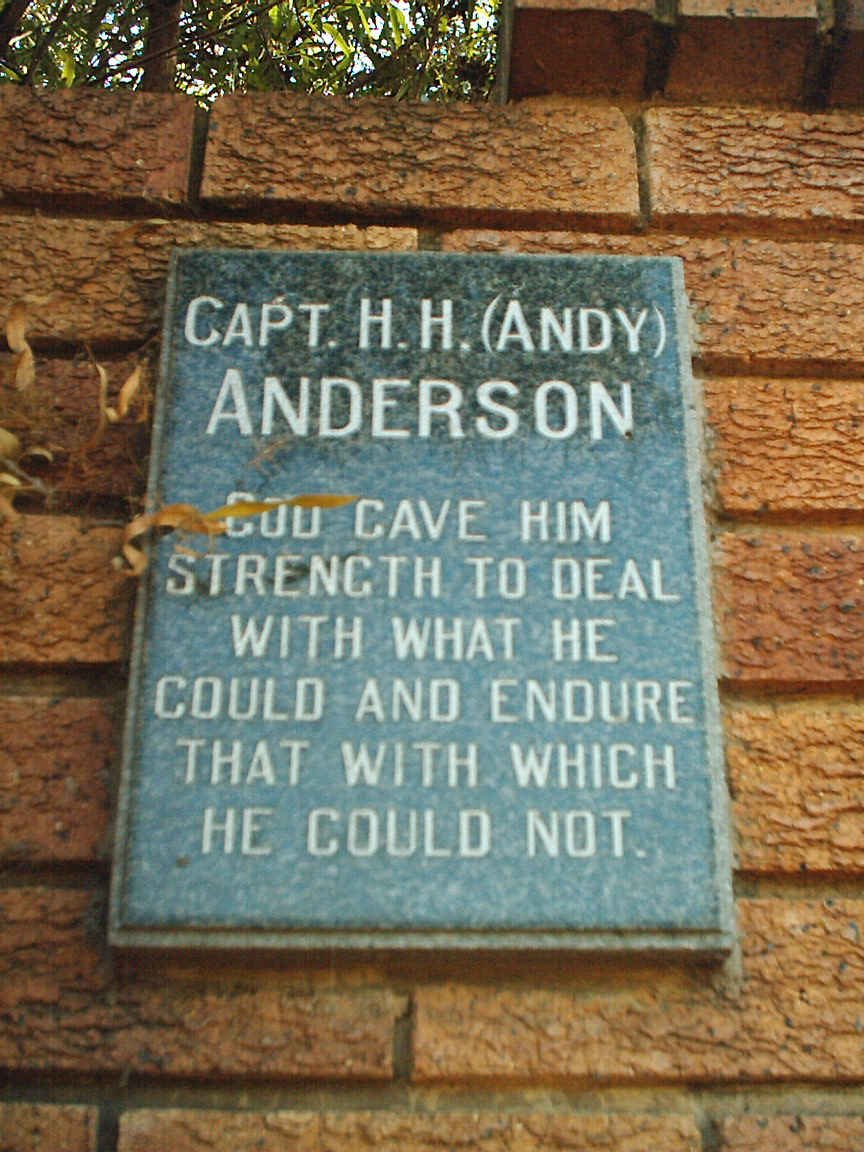 CAPT. H. H. (ANDY)
ANDERSON
GOD GAVE HIM
STRENGTH TO DEAL
WITH WHAT HE
COULD AND ENDURE
THAT WITH WHICH
HE COULD NOT.